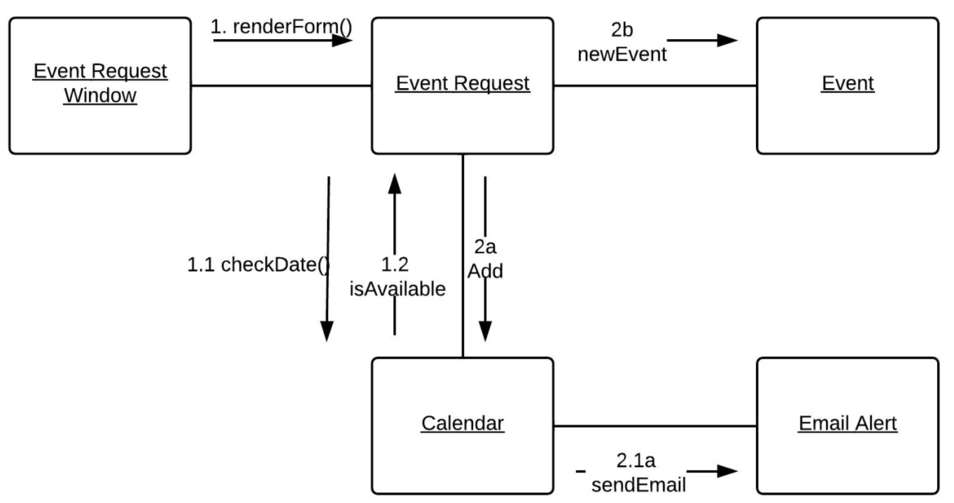 1. renderForm()
2b
newEvent
Event Request
Window
Event Request
Event
1.1 checkDate()
1.2
isAvailable
2a
Add
Calendar
Email Alert
2.1a
sendEmail